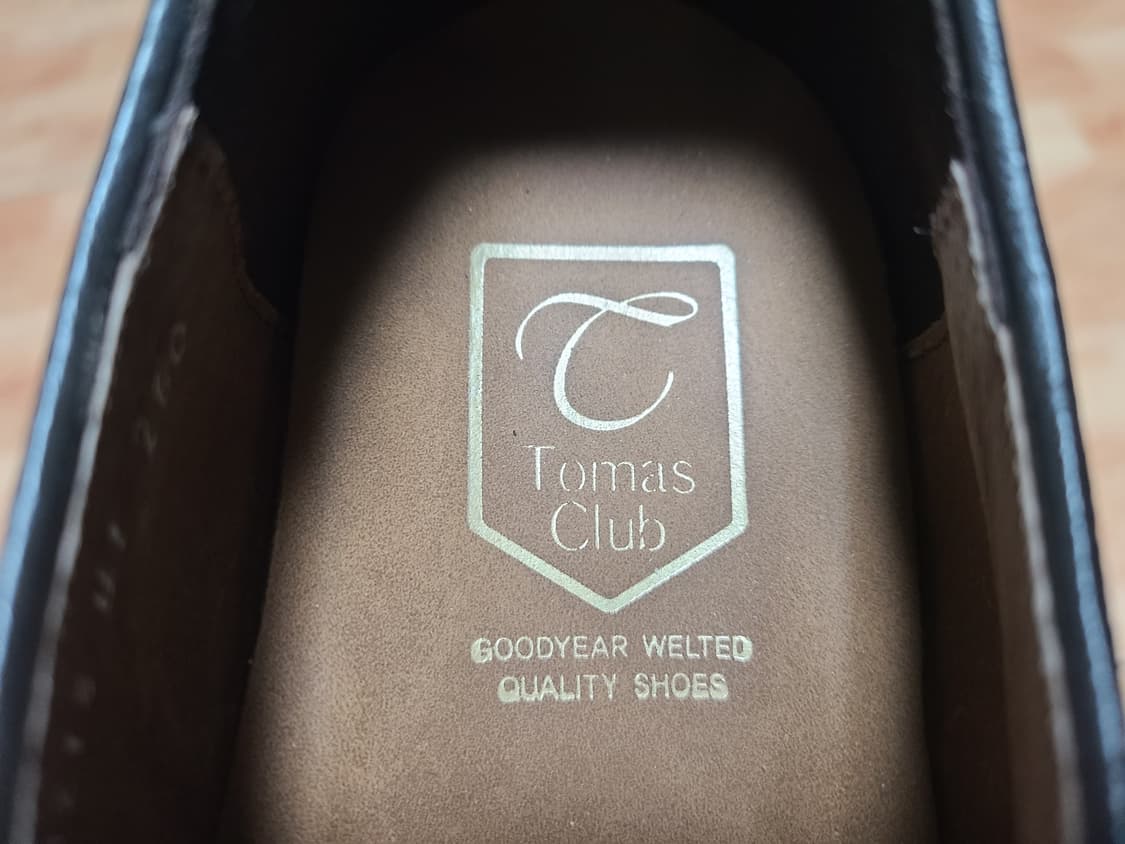 T
Tomas
Club
GOODYEAR WELTED
QUALITY SHOES